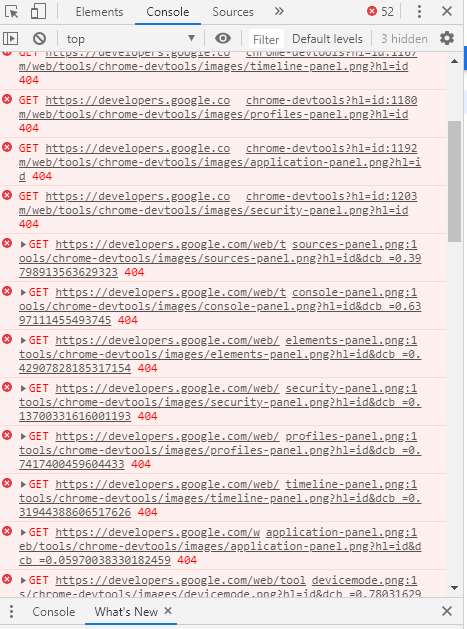 Elements Console Sources 52
top Filter Default levels 3 hidden
GET https://developers.google.co chrome-devtools?hl=id:1167
m/web/tools/chrome-devtools/images/timeline-panel.png?hl=id
404
GET https://developers.google.co chrome-devtools?hl=id:1180
m/web/tools/chrome-devtools/images/profiles-panel.png?hl=id
404
GET https://developers.google.co chrome-devtools?hl=id:1192
m/web/tools/chrome-devtools/images/application-panel.png?hl=i
d 404
GET https://developers.google.co chrome-devtools?hl=id:1203
m/web/tools/chrome-devtools/images/security-panel.png?hl=id
404
GET https://developers.google.com/web/t sources-panel.png:1
ools/chrome-devtools/images/sources-panel.png?hl=id&dcb_=0.39
79891356362​9323 404
GET https://developers.google.com/web/t console-panel.png:1
ools/chrome-devtools/images/console-panel.png?hl=id&dcb_=0.63
97111455493745 404
GET https://developers.google.com/web/ elements-panel.png:1
tools/chrome-devtools/images/elements-panel.png?hl=id&dcb_=0.
42907828185317154 404
GET https://developers.google.com/web/ security-panel.png:1
tools/chrome-devtools/images/security-panel.png?hl=id&dcb_=0.
13700331616001193 404
GET https://developers.google.com/web/ profiles-panel.png:1
tools/chrome-devtools/images/profiles-panel.png?hl=id&dcb_=0.
7417400459604433 404
GET https://developers.google.com/web/ timeline-panel.png:1
tools/chrome-devtools/images/timeline-panel.png?hl=id&dcb_=0.
31944388606517626 404
GET https://developers.google.com/w application-panel.png:1
eb/tools/chrome-devtools/images/application-panel.png?hl=id&d
cb_=0.05970038330182459 404
GET https://developers.google.com/web/tool devicemode.png:1
s/chrome-devtools/images/devicemode.png?hl=id&dcb_=0.78031629
Console What's New